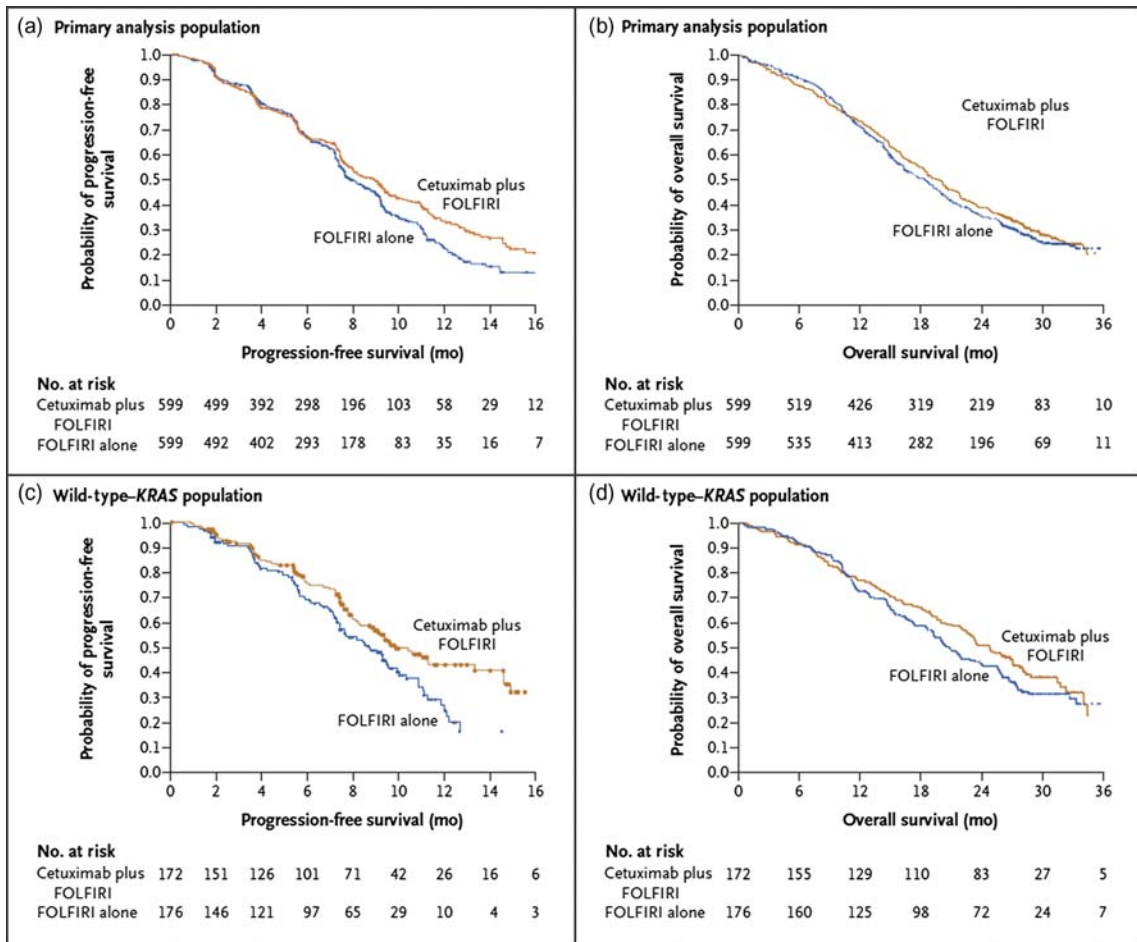 (a) Primary analysis population
Probability of progression-free
survival
1.0
0.9
0.8
0.7
0.6
0.5
0.4
0.3
0.2
0.1
0.0
Cetuximab plus
FOLFIRI
FOLFIRI alone
0 2 4 6 8 10 12 14 16
Progression-free survival (mo)
No. at risk
Cetuximab plus 599 499 392 298 196 103 58 29 12
FOLFIRI
FOLFIRI alone 599 492 402 293 178 83 35 16 7
(b) Primary analysis population
Probability of overall survival
1.0
0.9
0.8
0.7
0.6
0.5
0.4
0.3
0.2
0.1
0.0
Cetuximab plus
FOLFIRI
FOLFIRI alone
0 6 12 18 24 30 36
Overall survival (mo)
No. at risk
Cetuximab plus 599 519 426 319 219 83 10
FOLFIRI
FOLFIRI alone 599 535 413 282 196 69 11
(c) Wild-type–KRAS population
Probability of progression-free
survival
1.0
0.9
0.8
0.7
0.6
0.5
0.4
0.3
0.2
0.1
0.0
Cetuximab plus
FOLFIRI
FOLFIRI alone
0 2 4 6 8 10 12 14 16
Progression-free survival (mo)
No. at risk
Cetuximab plus 172 151 126 101 71 42 26 16 6
FOLFIRI
FOLFIRI alone 176 146 121 97 65 29 10 4 3
(d) Wild-type–KRAS population
Probability of overall survival
1.0
0.9
0.8
0.7
0.6
0.5
0.4
0.3
0.2
0.1
0.0
Cetuximab plus
FOLFIRI
FOLFIRI alone
0 6 12 18 24 30 36
Overall survival (mo)
No. at risk
Cetuximab plus 172 155 129 110 83 27 5
FOLFIRI
FOLFIRI alone 176 160 125 98 72 24 7